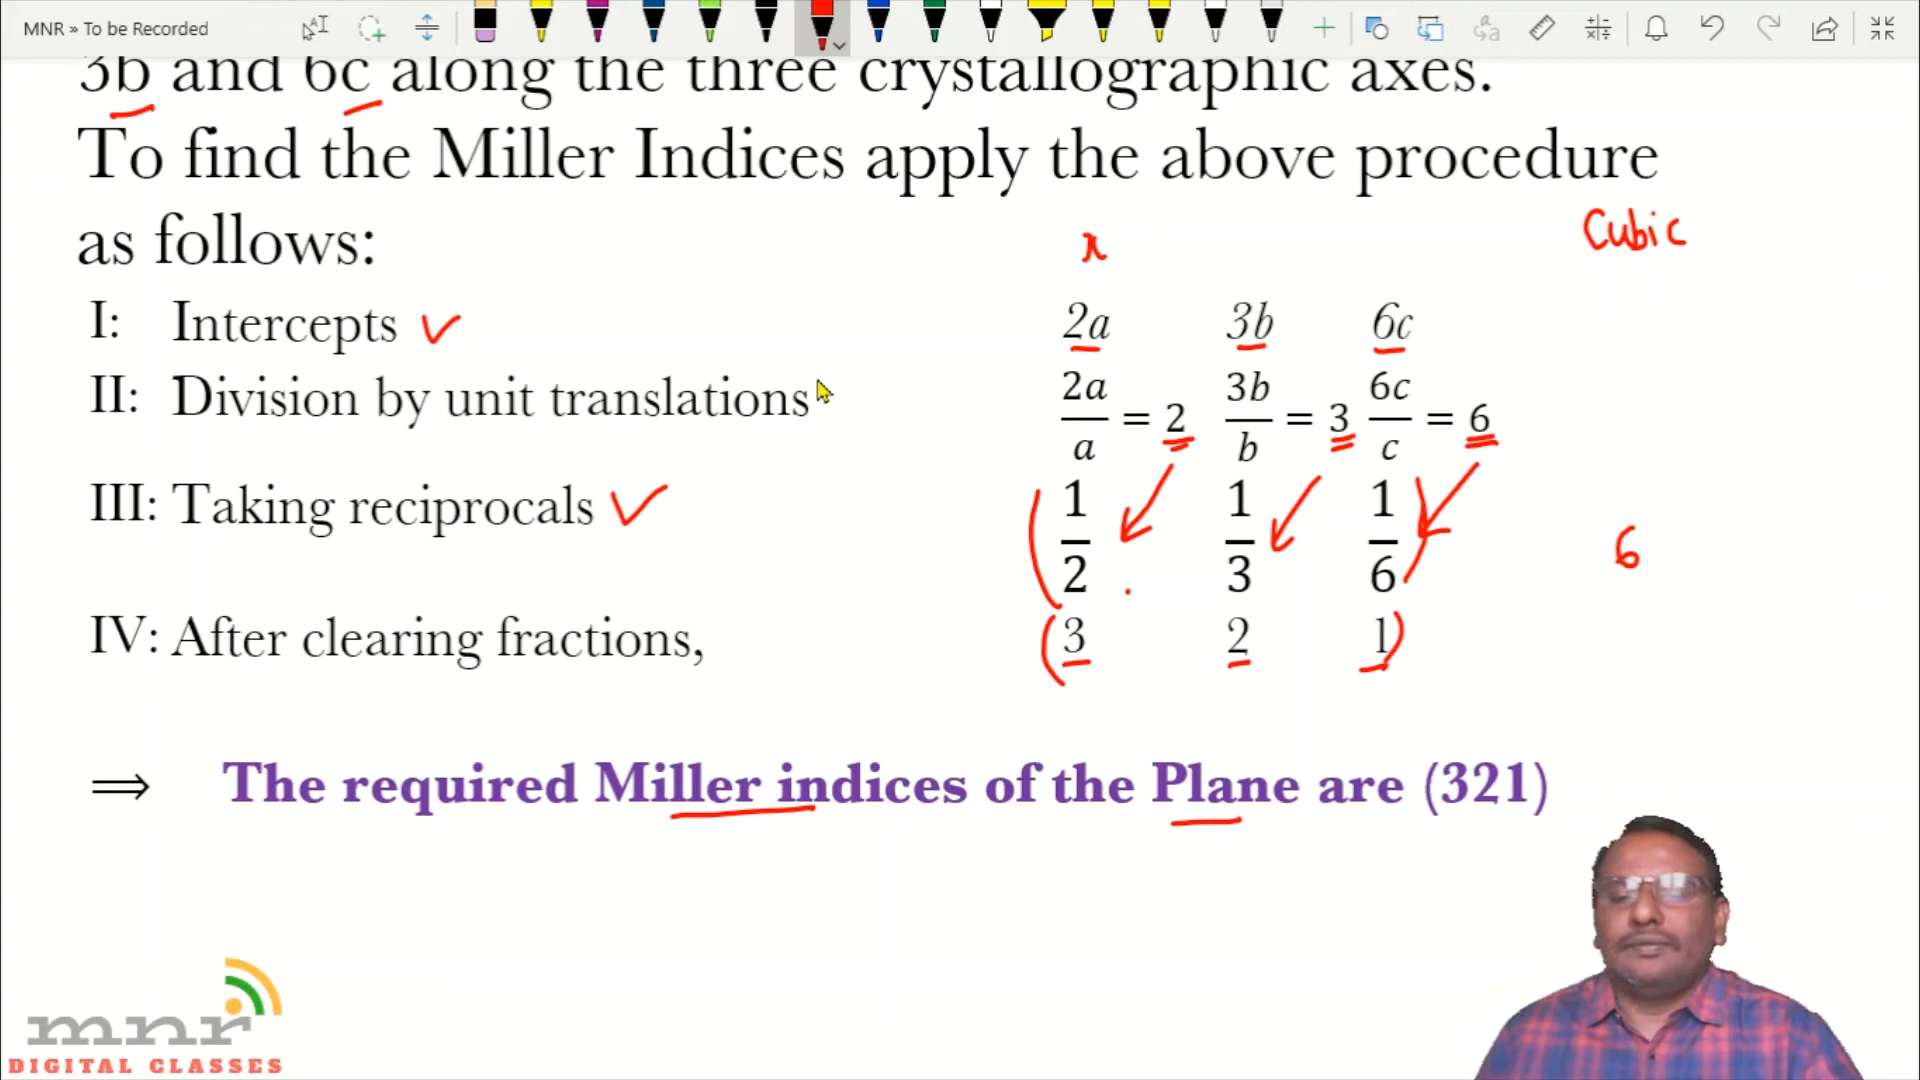 MNR » To be Recorded
3b and 6c along the three crystallographic axes.
To find the Miller Indices apply the above procedure
as follows:
x
Cubic
I: Intercepts 2a 3b 6c
II: Division by unit translations 2a/a = 2 3b/b = 3 6c/c = 6
III: Taking reciprocals 1/2 1/3 1/6
6
IV: After clearing fractions, (3 2 1)
⟹ The required Miller indices of the Plane are (321)
mnr
DIGITAL CLASSES